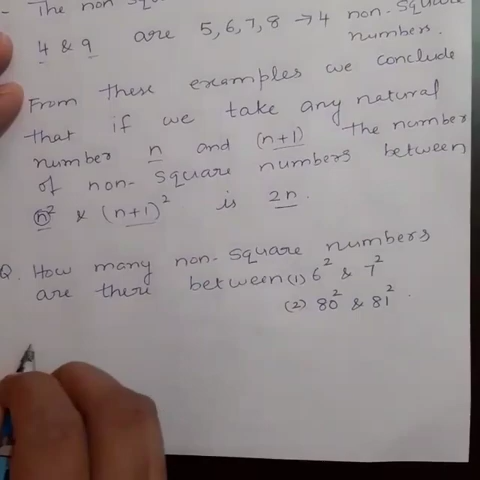 - The non square
4 & 9 are 5,6,7,8 → 4 non-square
numbers.
From these examples we conclude
that if we take any natural
number n and (n+1) the number
of non-square numbers between
n² & (n+1)² is 2n.
Q. How many non-square numbers
are there between (1) 6² & 7²
(2) 80² & 81².